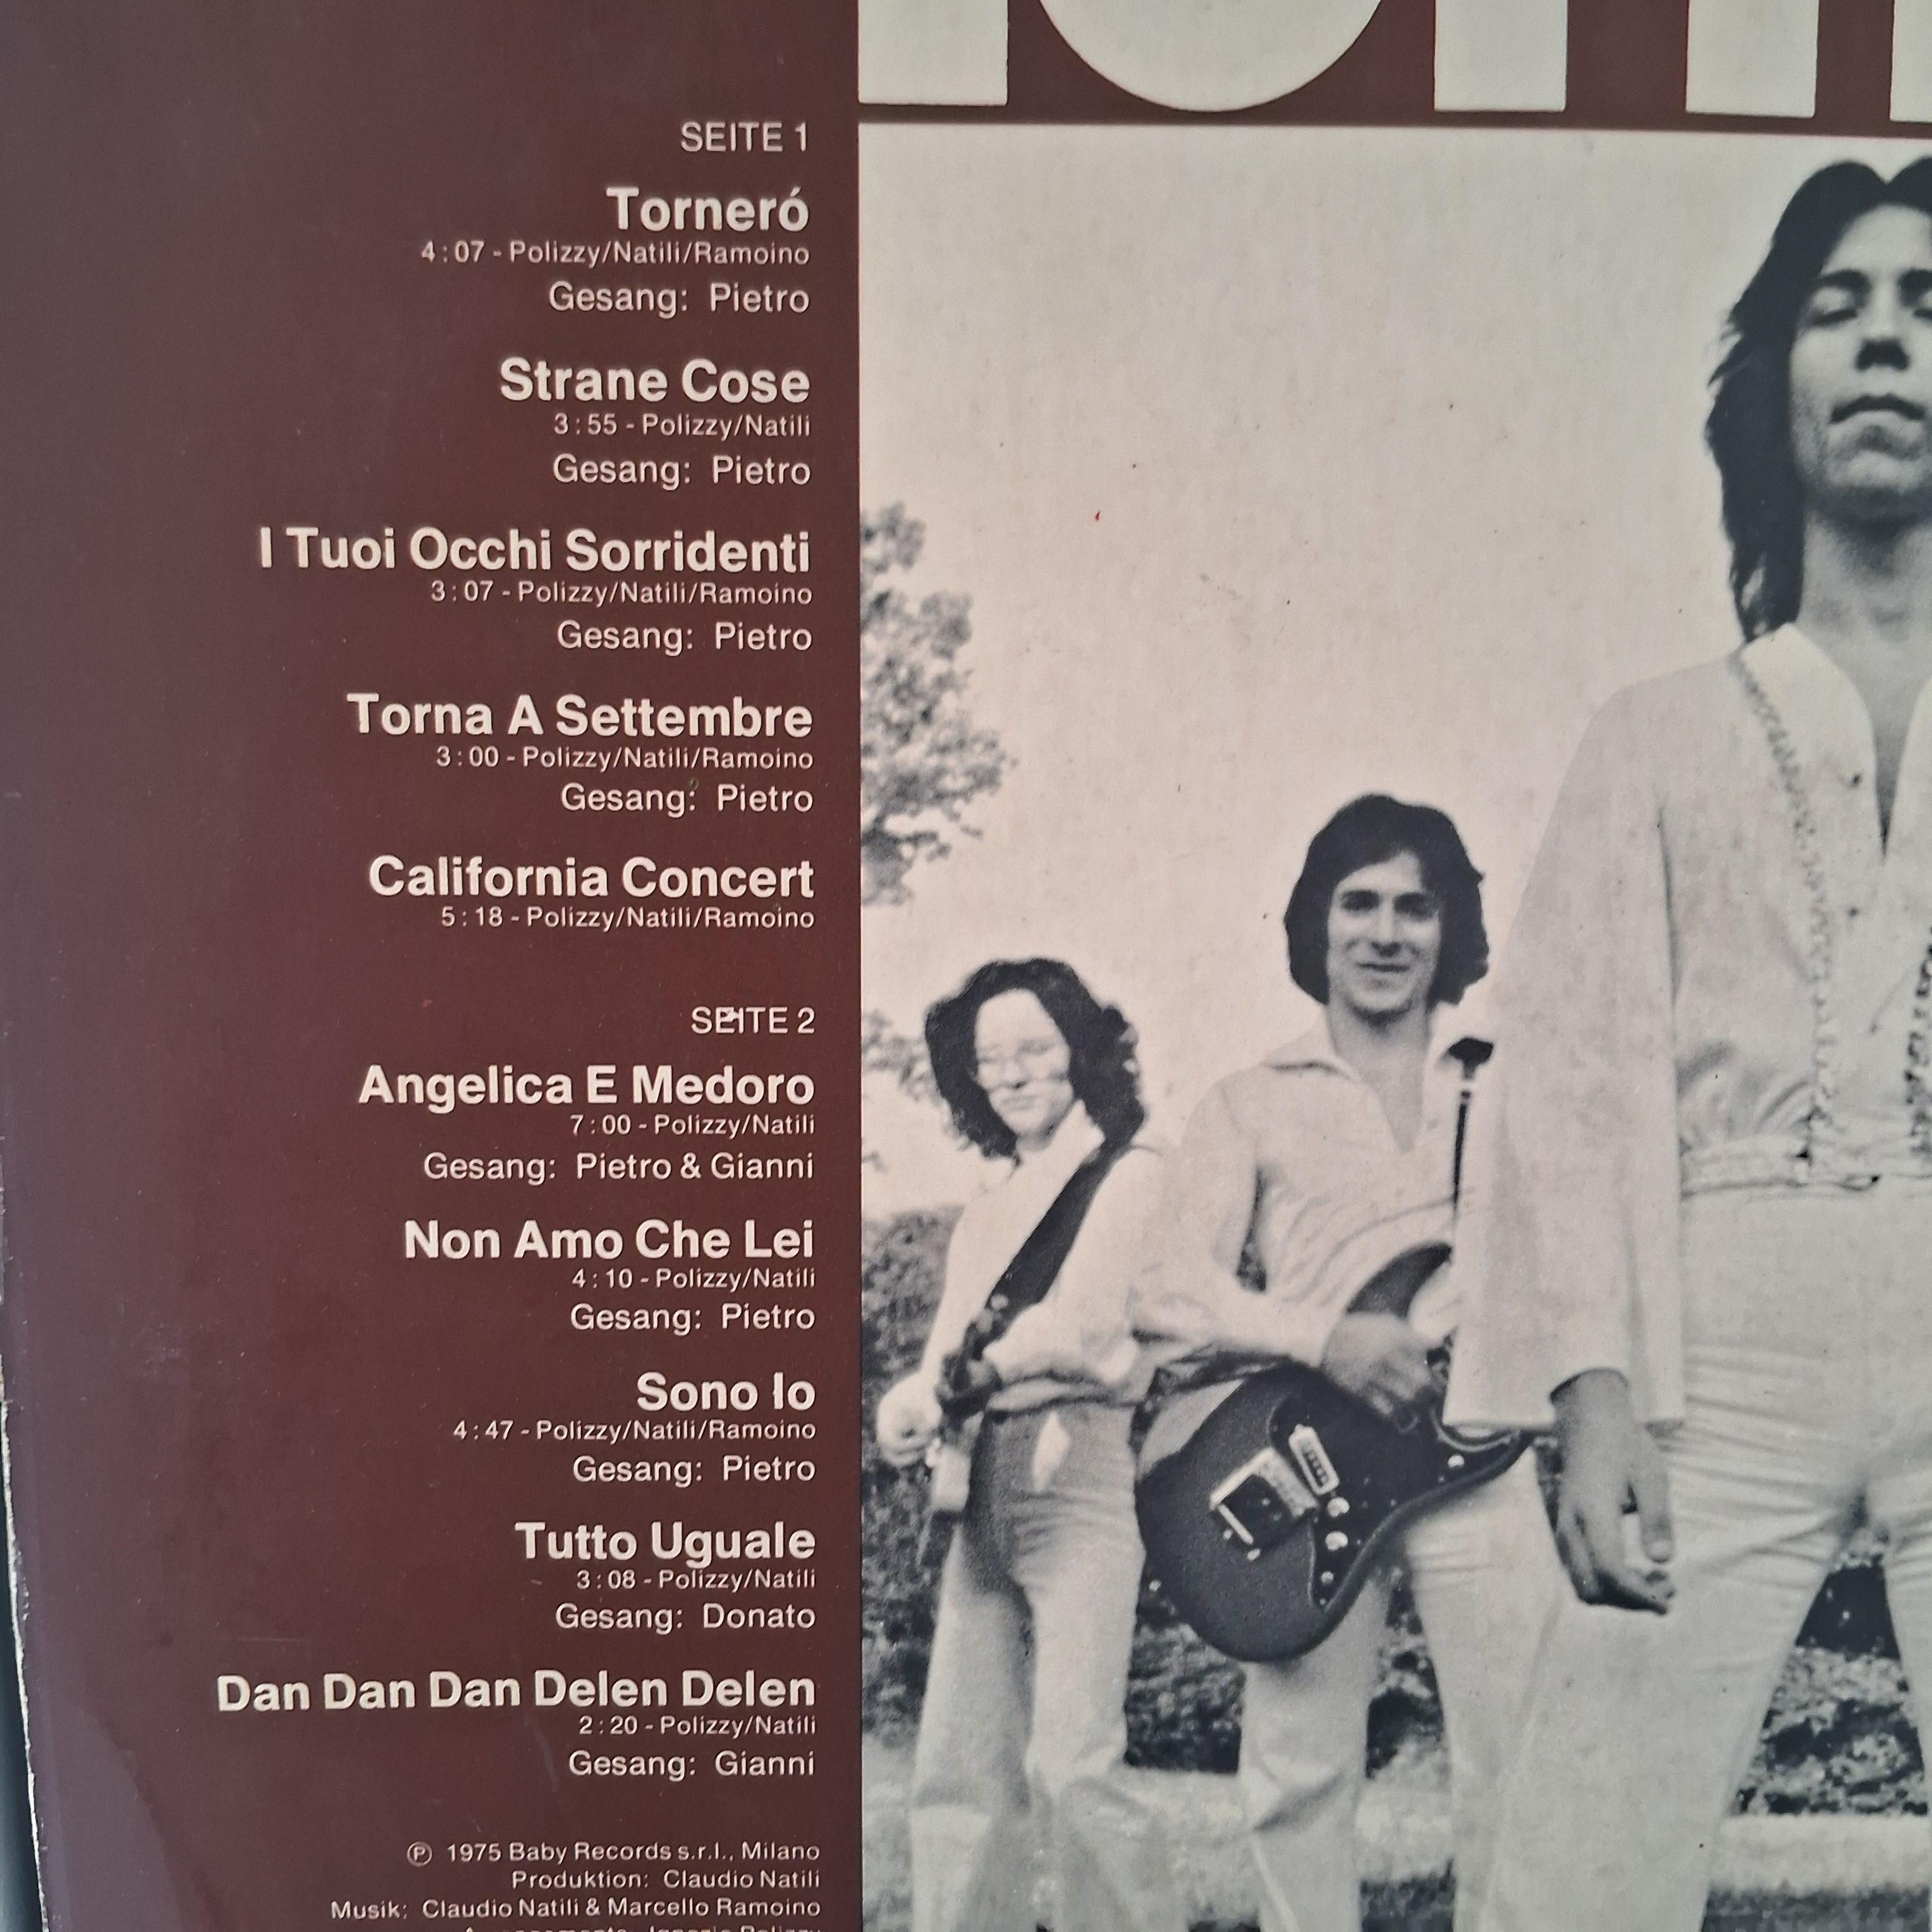 SEITE 1
Torneró
4:07 - Polizzy/Natili/Ramoino
Gesang: Pietro
Strane Cose
3:55 - Polizzy/Natili
Gesang: Pietro
I Tuoi Occhi Sorridenti
3:07 - Polizzy/Natili/Ramoino
Gesang: Pietro
Torna A Settembre
3:00 - Polizzy/Natili/Ramoino
Gesang: Pietro
California Concert
5:18 - Polizzy/Natili/Ramoino
SEITE 2
Angelica E Medoro
7:00 - Polizzy/Natili
Gesang: Pietro & Gianni
Non Amo Che Lei
4:10 - Polizzy/Natili
Gesang: Pietro
Sono Io
4:47 - Polizzy/Natili/Ramoino
Gesang: Pietro
Tutto Uguale
3:08 - Polizzy/Natili
Gesang: Donato
Dan Dan Dan Delen Delen
2:20 - Polizzy/Natili
Gesang: Gianni
℗ 1975 Baby Records s.r.l., Milano
Produktion: Claudio Natili
Musik: Claudio Natili & Marcello Ramoino